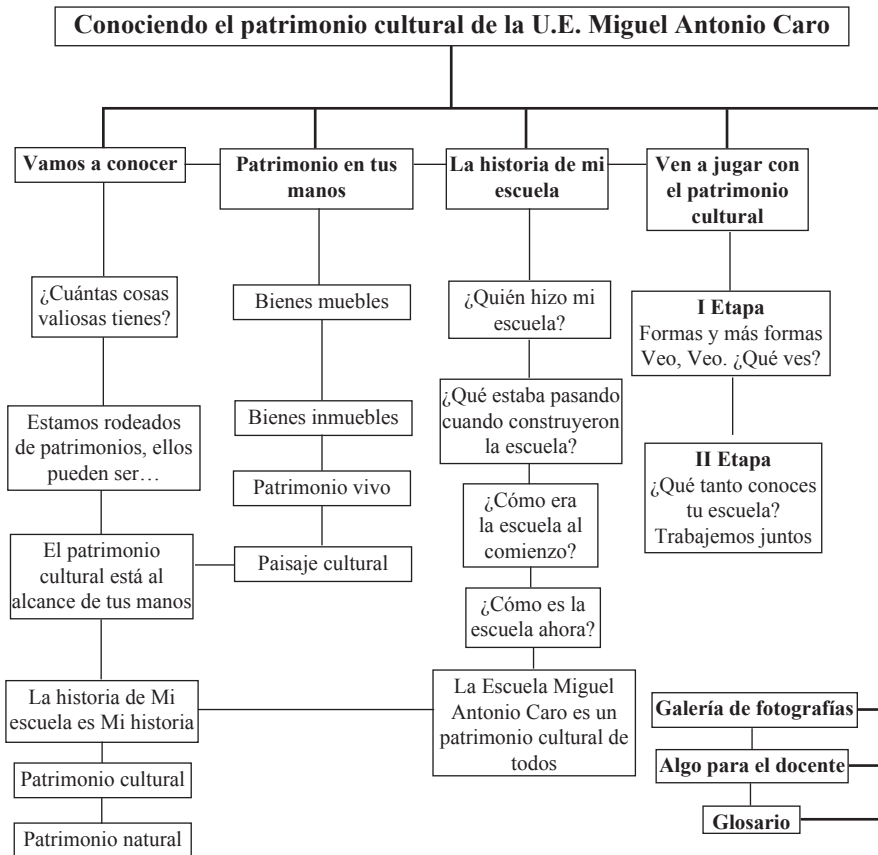 Conociendo el patrimonio cultural de la U.E. Miguel Antonio Caro
Vamos a conocer
¿Cuántas cosas
valiosas tienes?
Estamos rodeados
de patrimonios, ellos
pueden ser…
El patrimonio
cultural está al
alcance de tus manos
La historia de Mi
escuela es Mi historia
Patrimonio cultural
Patrimonio natural
Patrimonio en tus
manos
Bienes muebles
Bienes inmuebles
Patrimonio vivo
Paisaje cultural
La historia de mi
escuela
¿Quién hizo mi
escuela?
¿Qué estaba pasando
cuando construyeron
la escuela?
¿Cómo era
la escuela al
comienzo?
¿Cómo es la
escuela ahora?
La Escuela Miguel
Antonio Caro es un
patrimonio cultural de
todos
Ven a jugar con
el patrimonio
cultural
I Etapa
Formas y más formas
Veo, Veo. ¿Qué ves?
II Etapa
¿Qué tanto conoces
tu escuela?
Trabajemos juntos
Galería de fotografías
Algo para el docente
Glosario